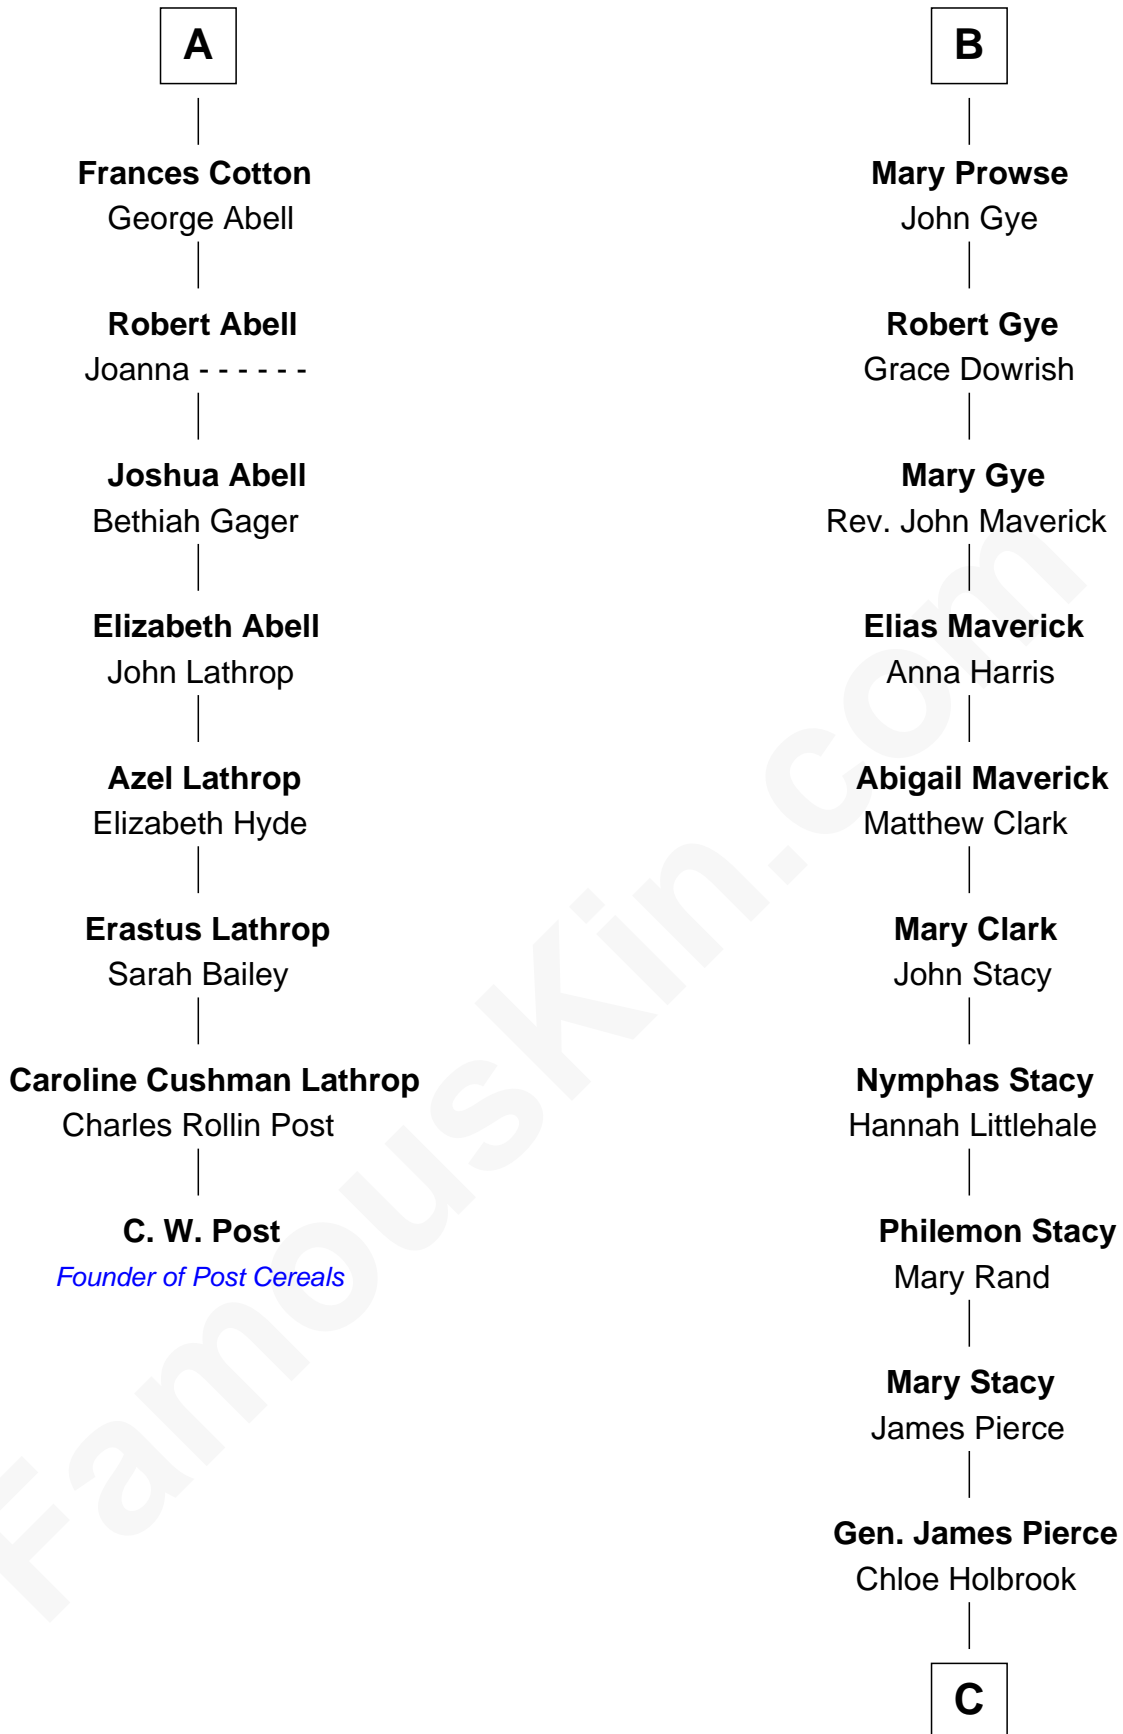 A
Frances Cotton
George Abell
Robert Abell
Joanna - - - - - -
Joshua Abell
Bethiah Gager
Elizabeth Abell
John Lathrop
Azel Lathrop
Elizabeth Hyde
Erastus Lathrop
Sarah Bailey
Caroline Cushman Lathrop
Charles Rollin Post
C. W. Post
Founder of Post Cereals
B
Mary Prowse
John Gye
Robert Gye
Grace Dowrish
Mary Gye
Rev. John Maverick
Elias Maverick
Anna Harris
Abigail Maverick
Matthew Clark
Mary Clark
John Stacy
Nymphas Stacy
Hannah Littlehale
Philemon Stacy
Mary Rand
Mary Stacy
James Pierce
Gen. James Pierce
Chloe Holbrook
C
FamousKin.com